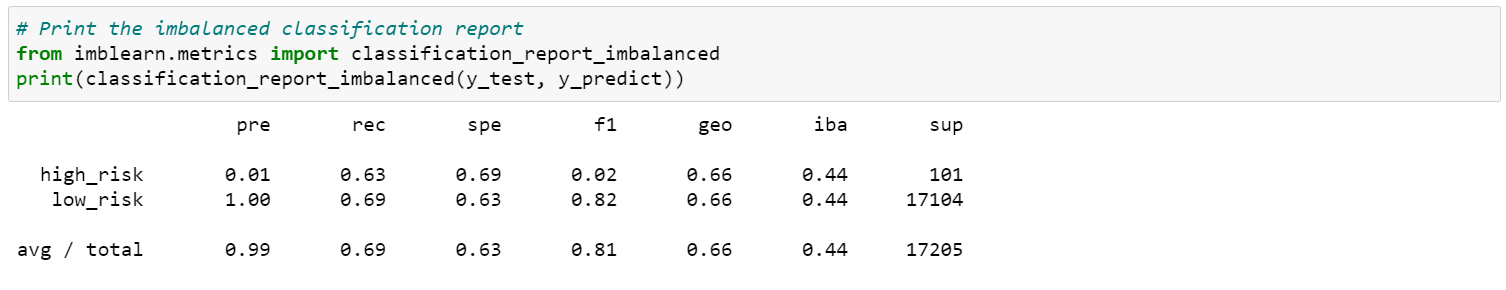 # Print the imbalanced classification report
from imblearn.metrics import classification_report_imbalanced
print(classification_report_imbalanced(y_test, y_predict))
pre rec spe f1 geo iba sup
high_risk 0.01 0.63 0.69 0.02 0.66 0.44 101
low_risk 1.00 0.69 0.63 0.82 0.66 0.44 17104
avg / total 0.99 0.69 0.63 0.81 0.66 0.44 17205